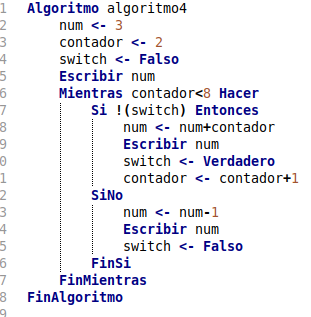 1 Algoritmo algoritmo4
2 num <- 3
3 contador <- 2
4 switch <- Falso
5 Escribir num
6 Mientras contador<8 Hacer
7 Si !(switch) Entonces
8 num <- num+contador
9 Escribir num
0 switch <- Verdadero
1 contador <- contador+1
2 SiNo
3 num <- num-1
4 Escribir num
5 switch <- Falso
6 FinSi
7 FinMientras
8 FinAlgoritmo
9